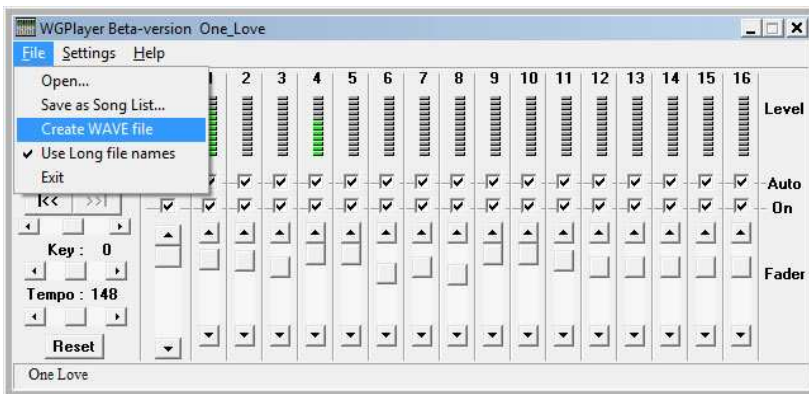 WGPlayer Beta-version One_Love
File Settings Help
Open...
Save as Song List...
Create WAVE file
Use Long file names
Exit
1 2 3 4 5 6 7 8 9 10 11 12 13 14 15 16
Level
Auto
On
|<< >>|
Key : 0
Tempo : 148
Fader
Reset
One Love